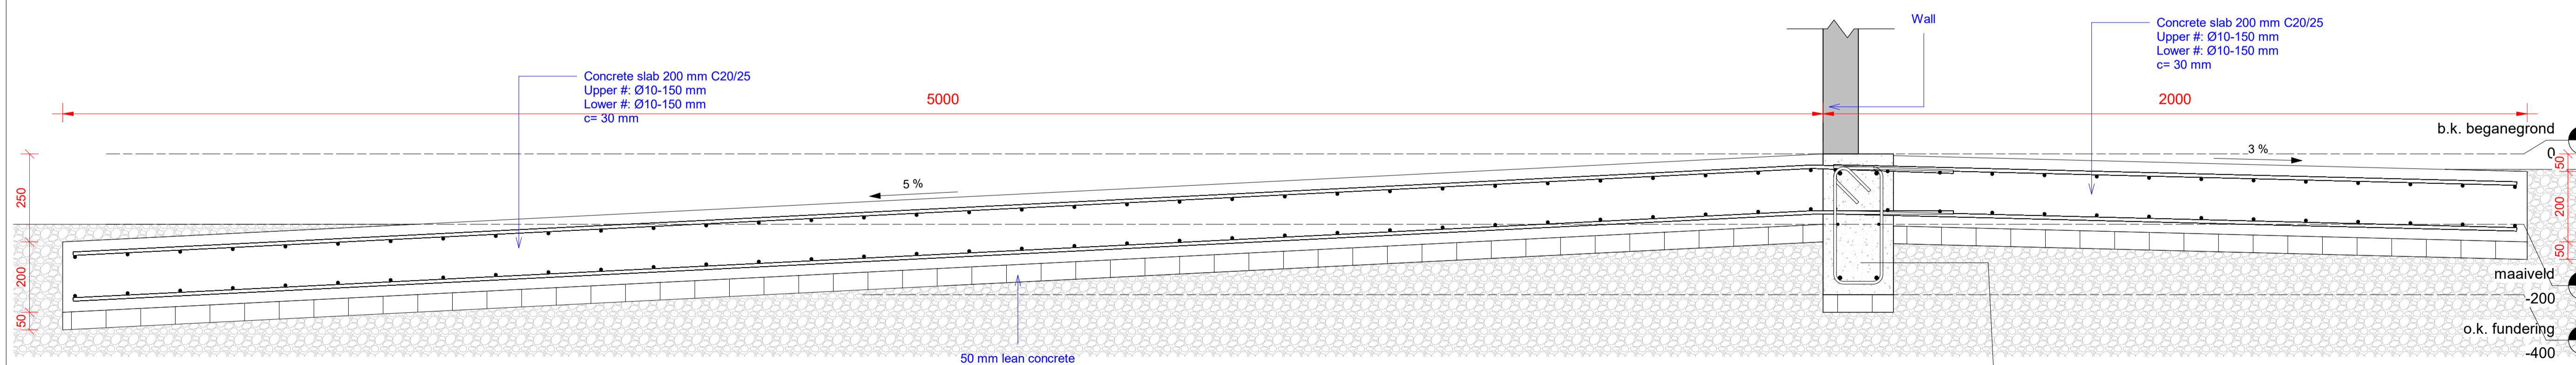 Wall
Concrete slab 200 mm C20/25
Upper #: Ø10-150 mm
Lower #: Ø10-150 mm
c= 30 mm
Concrete slab 200 mm C20/25
Upper #: Ø10-150 mm
Lower #: Ø10-150 mm
c= 30 mm
5000
2000
b.k. beganegrond
0
3 %
5 %
250
200
50
50
200
50
maaiveld
-200
o.k. fundering
-400
50 mm lean concrete